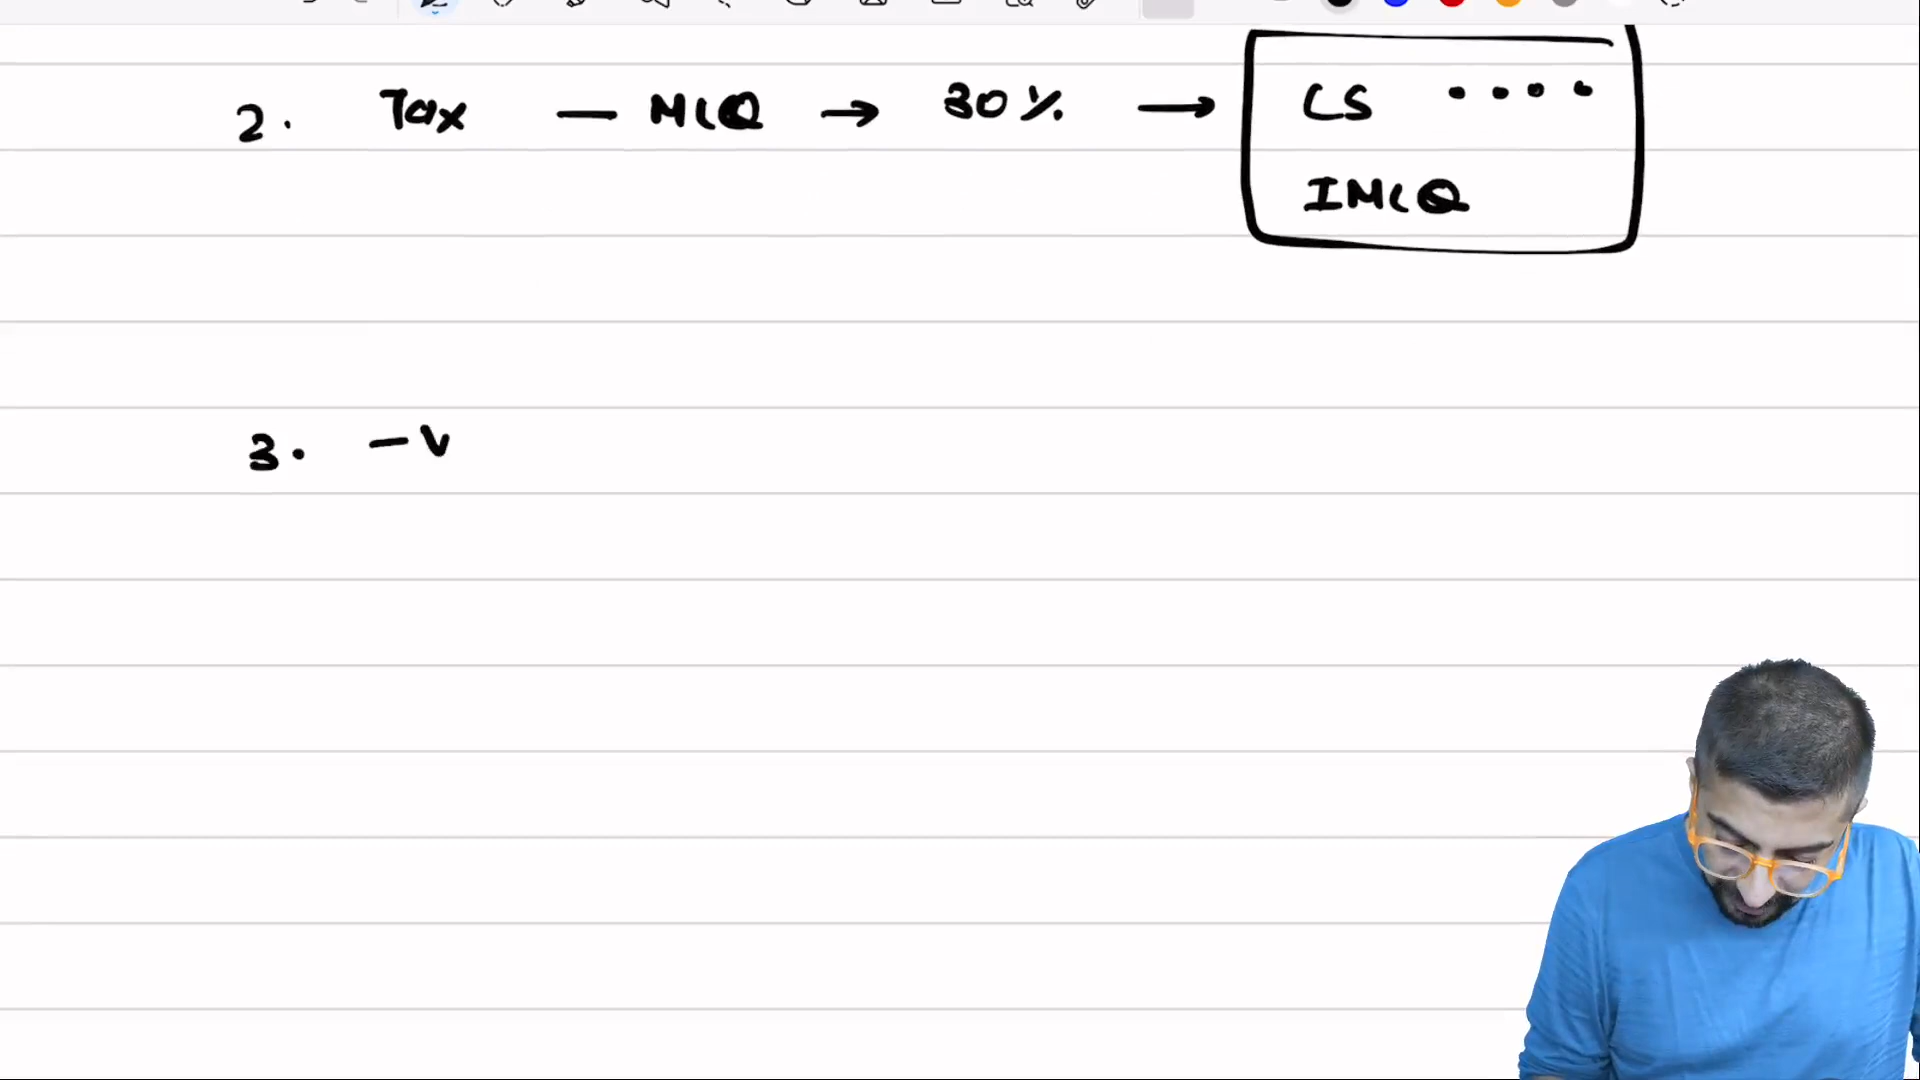 2. Tax — MCQ → 30% → CS ....
IMCQ
3. -v